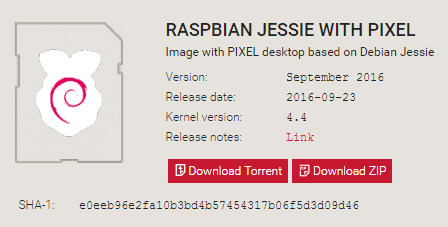 RASPBIAN JESSIE WITH PIXEL
Image with PIXEL desktop based on Debian Jessie
Version: September 2016
Release date: 2016-09-23
Kernel version: 4.4
Release notes: Link
Download Torrent Download ZIP
SHA-1: e0eeb96e2fa10b3bd4b57454317b06f5d3d09d46